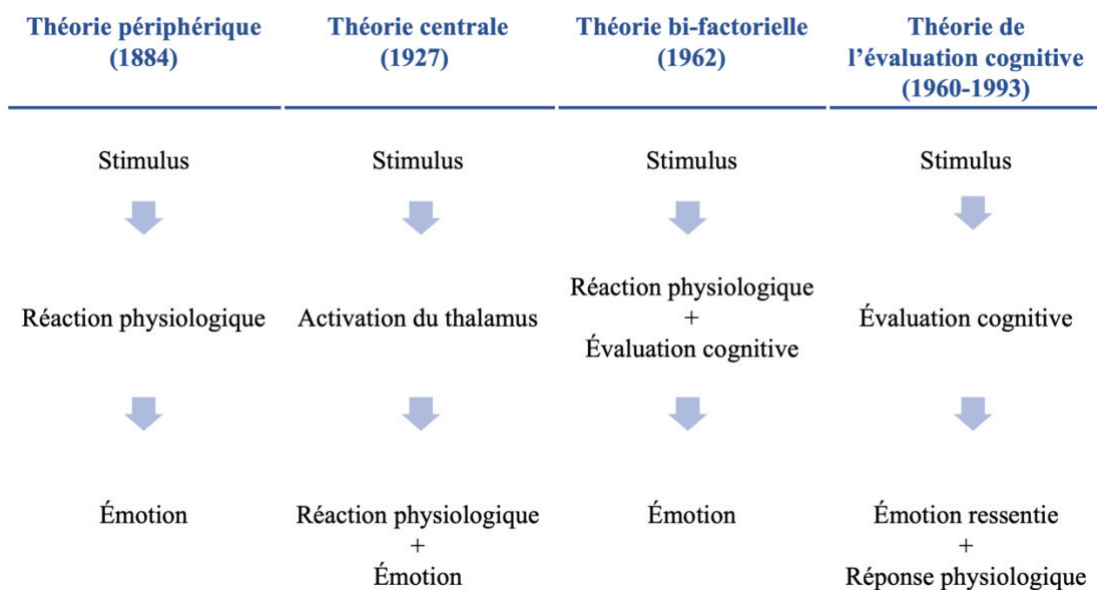 Théorie périphérique
(1884)
Théorie centrale
(1927)
Théorie bi-factorielle
(1962)
Théorie de
l’évaluation cognitive
(1960-1993)
Stimulus
Stimulus
Stimulus
Stimulus
Réaction physiologique
Activation du thalamus
Réaction physiologique
+
Évaluation cognitive
Évaluation cognitive
Émotion
Réaction physiologique
+
Émotion
Émotion
Émotion ressentie
+
Réponse physiologique